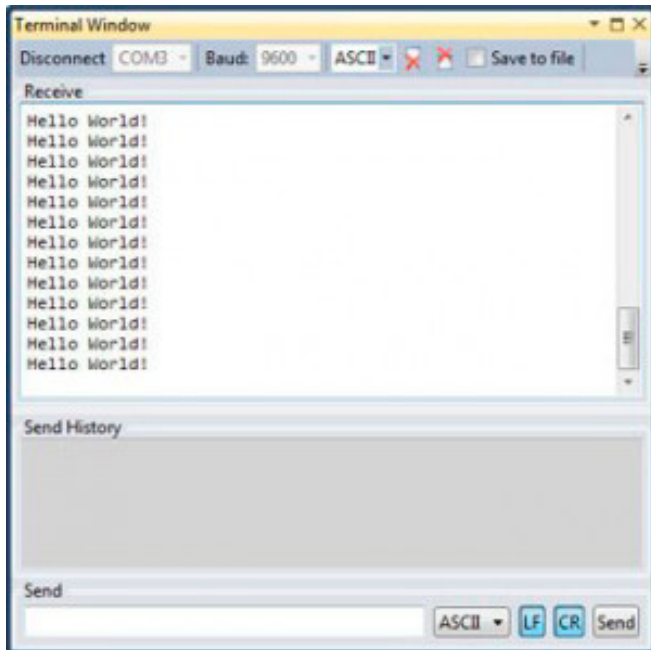 Terminal Window
Disconnect COM3 Baud: 9600 ASCII Save to file
Receive
Hello World!
Hello World!
Hello World!
Hello World!
Hello World!
Hello World!
Hello World!
Hello World!
Hello World!
Hello World!
Hello World!
Hello World!
Hello World!
Send History
Send
ASCII LF CR Send